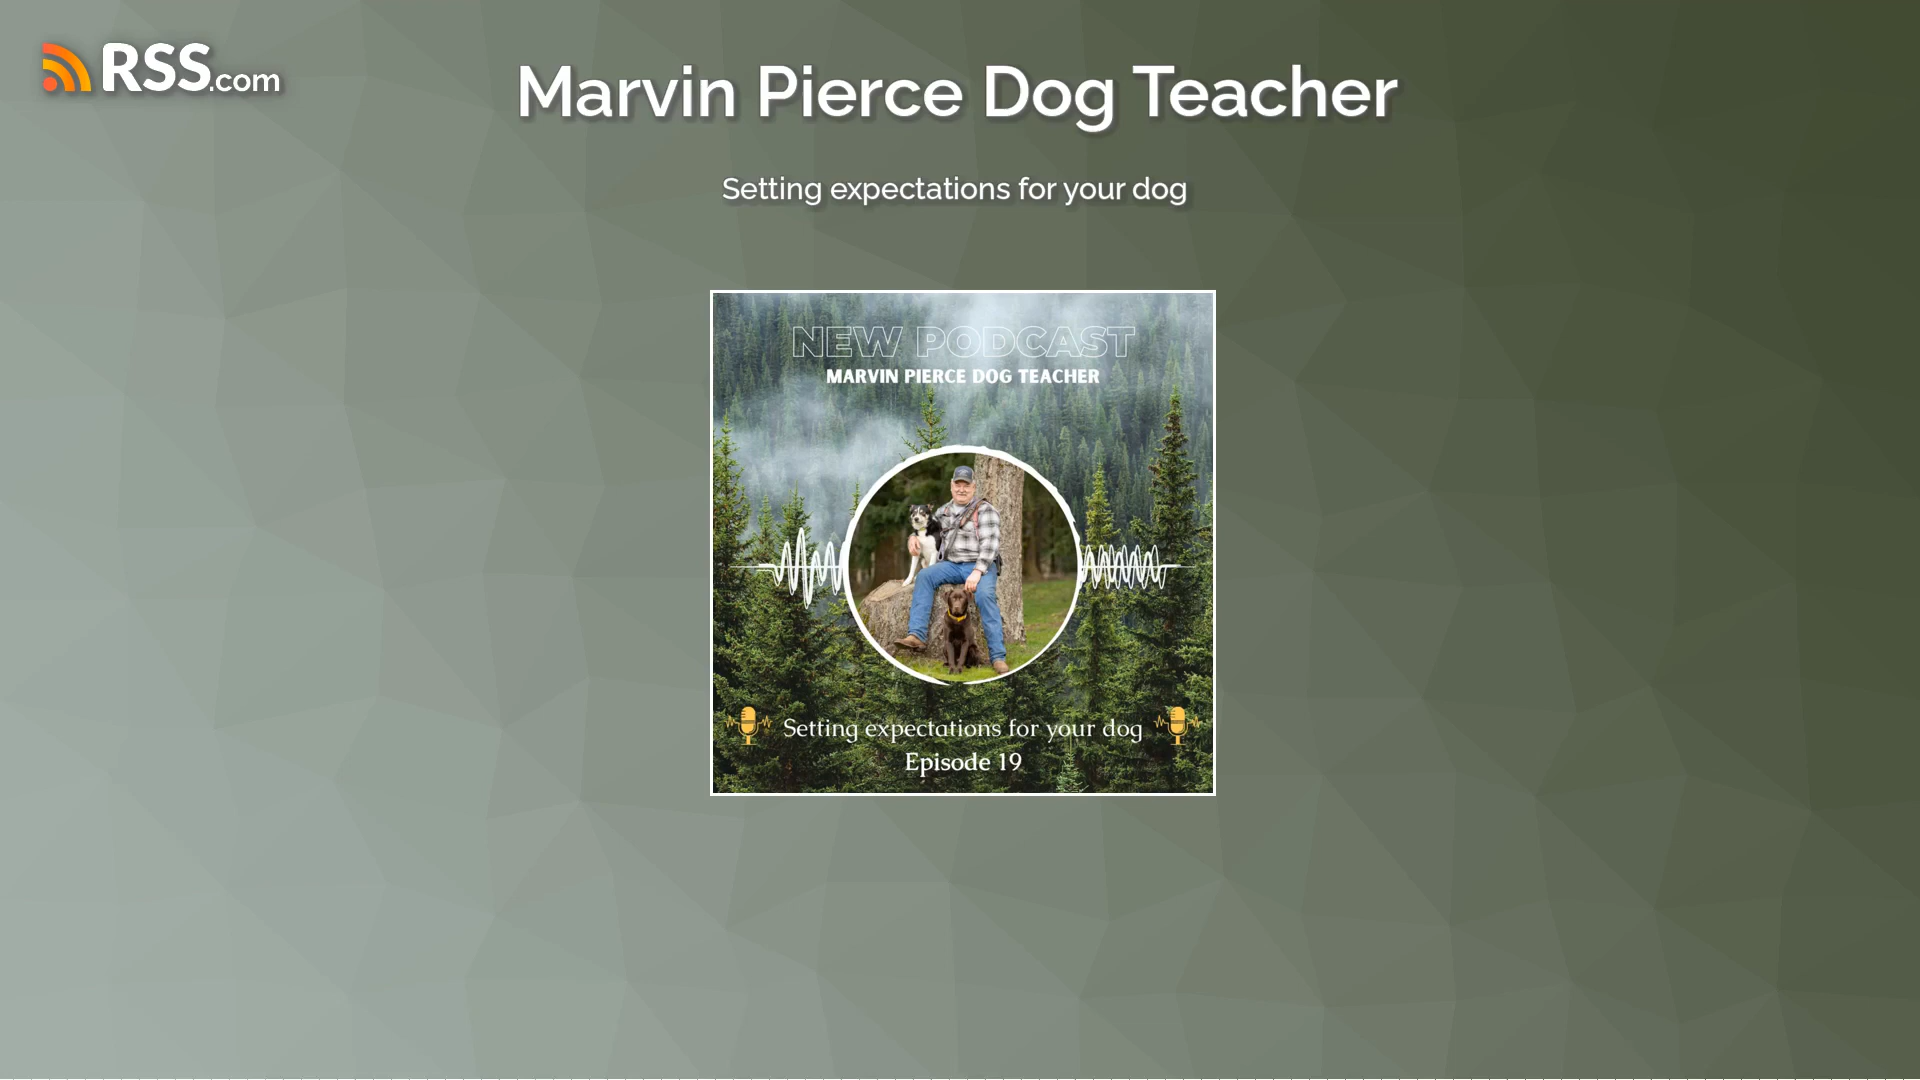 RSS.com
Marvin Pierce Dog Teacher
Setting expectations for your dog
NEW PODCAST
MARVIN PIERCE DOG TEACHER
Setting expectations for your dog
Episode 19